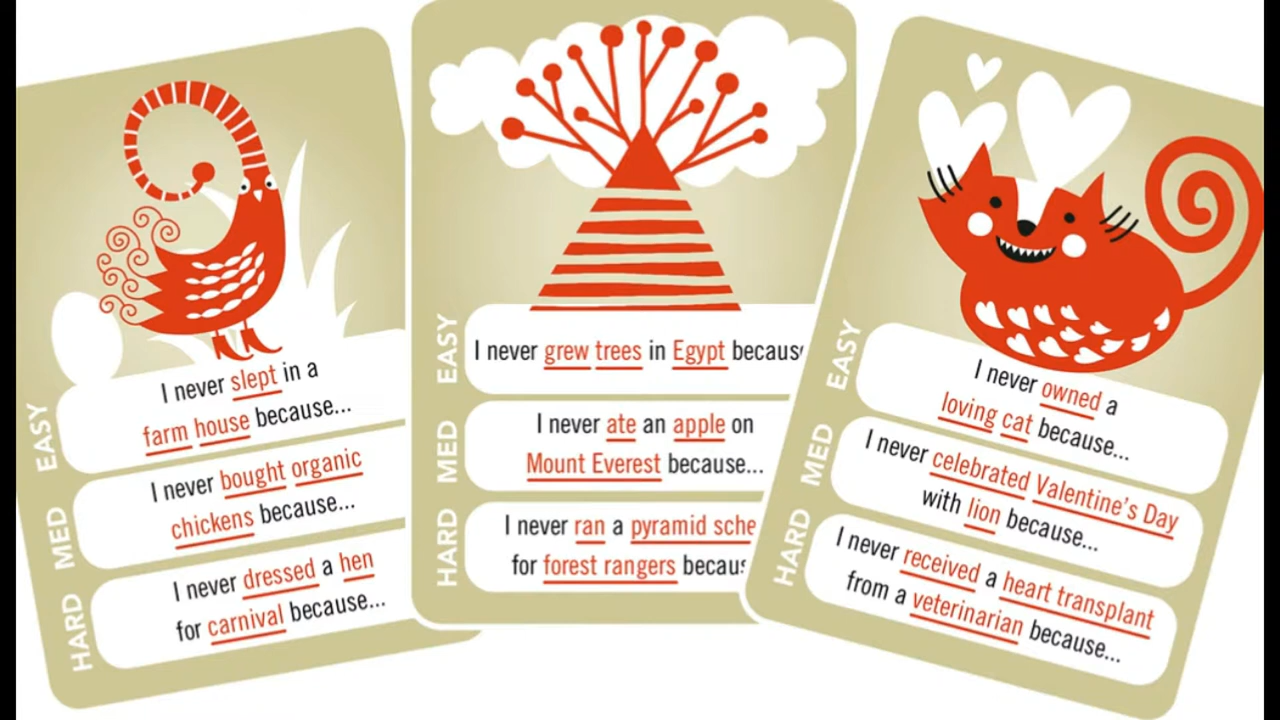 EASY
I never slept in a
farm house because...
MED
I never bought organic
chickens because...
HARD
I never dressed a hen
for carnival because...
EASY
I never grew trees in Egypt becaus
MED
I never ate an apple on
Mount Everest because...
HARD
I never ran a pyramid sche
for forest rangers becaus
EASY
I never owned a
loving cat because...
MED
I never celebrated Valentine's Day
with lion because...
HARD
I never received a heart transplant
from a veterinarian because...